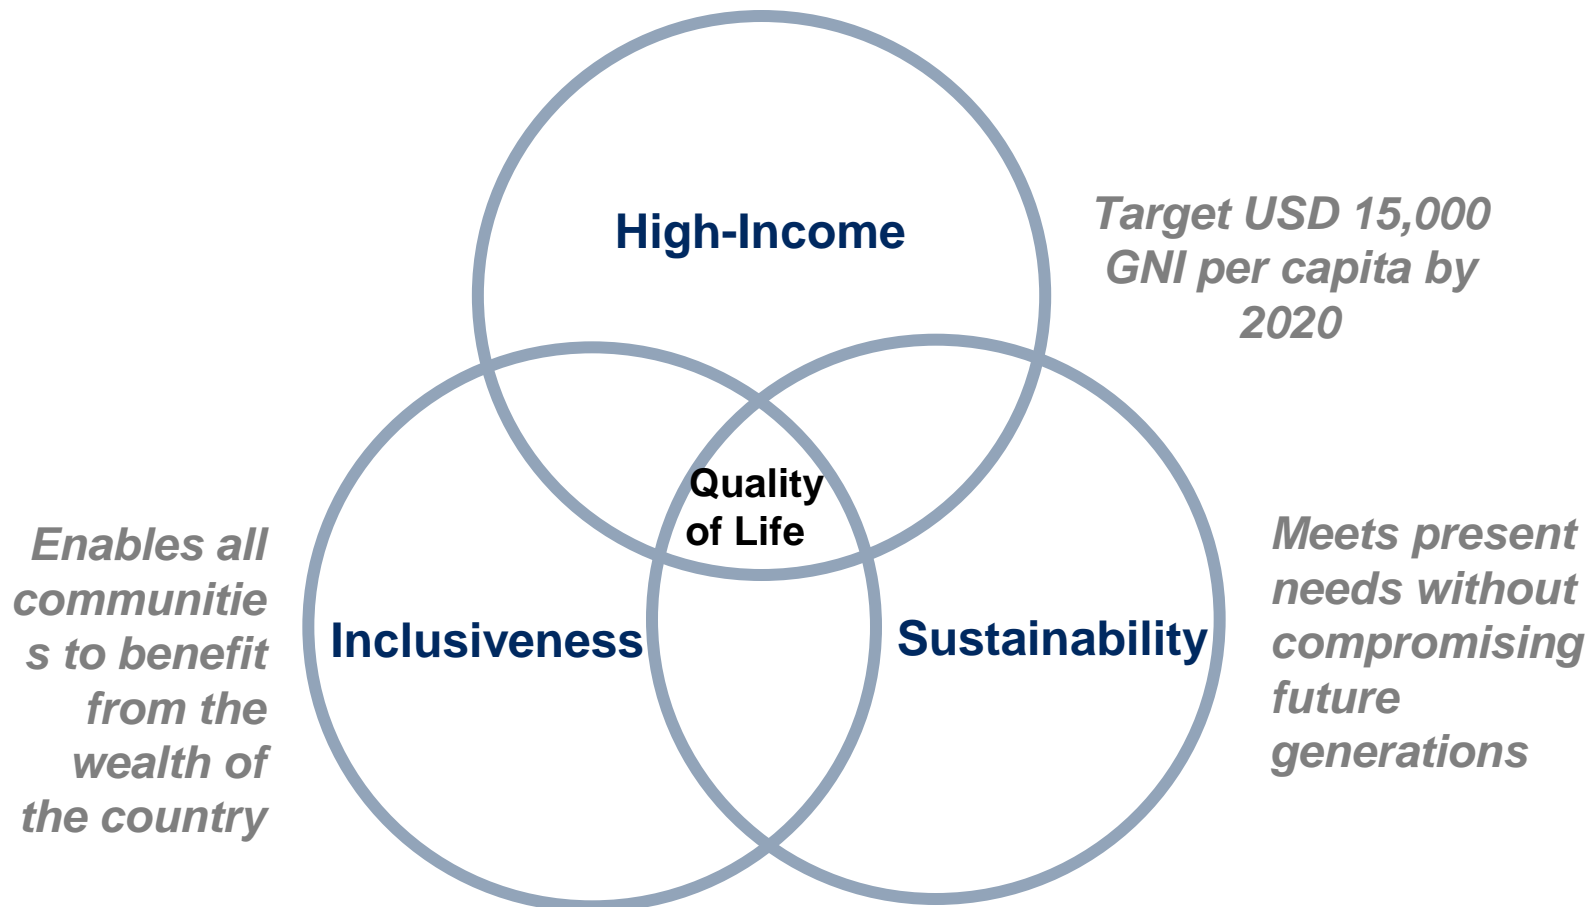 High-Income
Target USD 15,000
GNI per capita by
2020
Quality
of Life
Enables all
communitie
s to benefit
from the
wealth of
the country
Inclusiveness
Sustainability
Meets present
needs without
compromising
future
generations